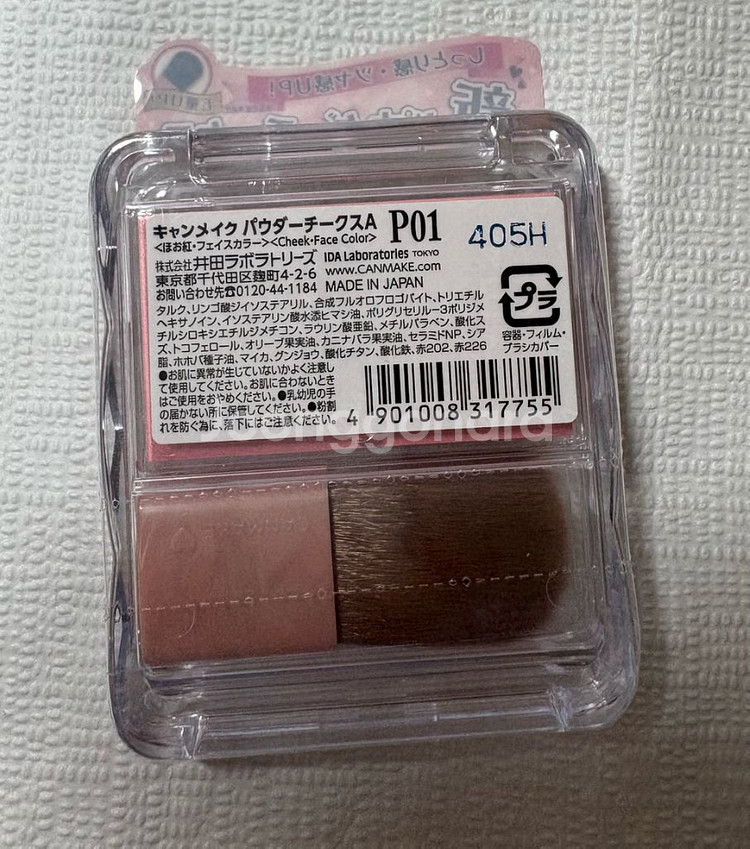 しっとり感・ツヤ感UP!
キャンメイク パウダーチークスA P01
<ほお紅・フェイスカラー><Cheek・Face Color>
405H
株式会社 井田ラボラトリーズ IDA Laboratories TOKYO
東京都千代田区麹町4-2-6 www.CANMAKE.com
お問い合わせ先☎0120-44-1184 MADE IN JAPAN
タルク、リンゴ酸ジイソステアリル、合成フルオロフロゴパイト、トリエチル
ヘキサノイン、イソステアリン酸水添ヒマシ油、ポリグリセリル-3ポリジメ
チルシロキシエチルジメチコン、ラウリン酸亜鉛、メチルパラベン、酸化ス
ズ、トコフェロール、オリーブ果実油、カニナバラ果実油、セラミドNP、シア
脂、ホホバ種子油、マイカ、グンジョウ、酸化チタン、酸化鉄、赤202、赤226
プラ
容器・フィルム・
ブラシカバー
●お肌に異常が生じていないかよく注意し
て使用してください。お肌に合わないとき
はご使用をおやめください。●乳幼児の手
の届かない所に保管してください。●粉割
れを防ぐ為に、落下にはご注意ください。
4 901008 317755